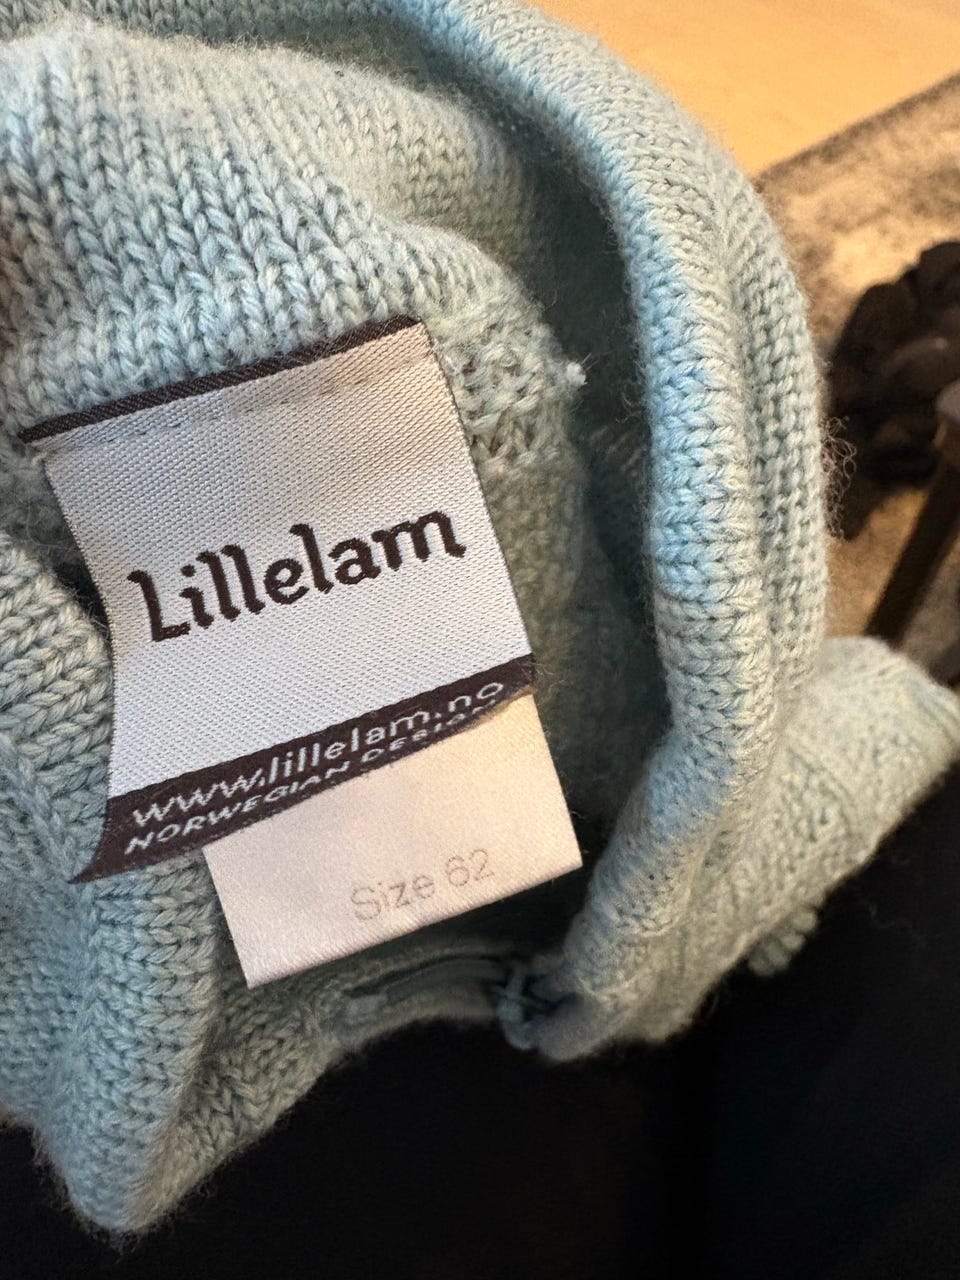 Lillelam
www.lillelam.no
NORWEGIAN DESIGN
Size 62